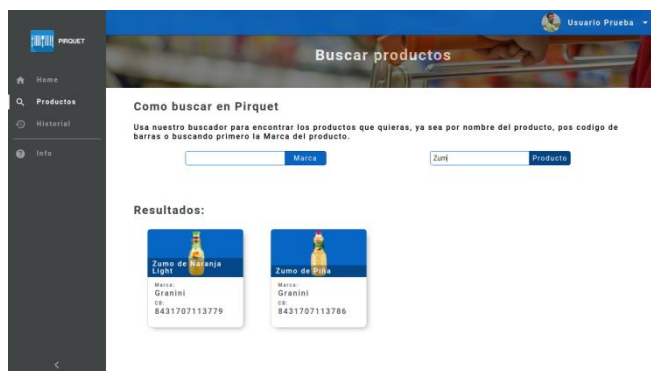 Usuario Prueba
PIRQUET
Buscar productos
Home
Productos
Historial
Info
Como buscar en Pirquet
Usa nuestro buscador para encontrar los productos que quieras, ya sea por nombre del producto, pos codigo de
barras o buscando primero la Marca del producto.
Marca
Zum
Producto
Resultados:
Zumo de Naranja
Light
Marca:
Granini
CB:
8431707113779
Zumo de Piña
Marca:
Granini
CB:
8431707113786